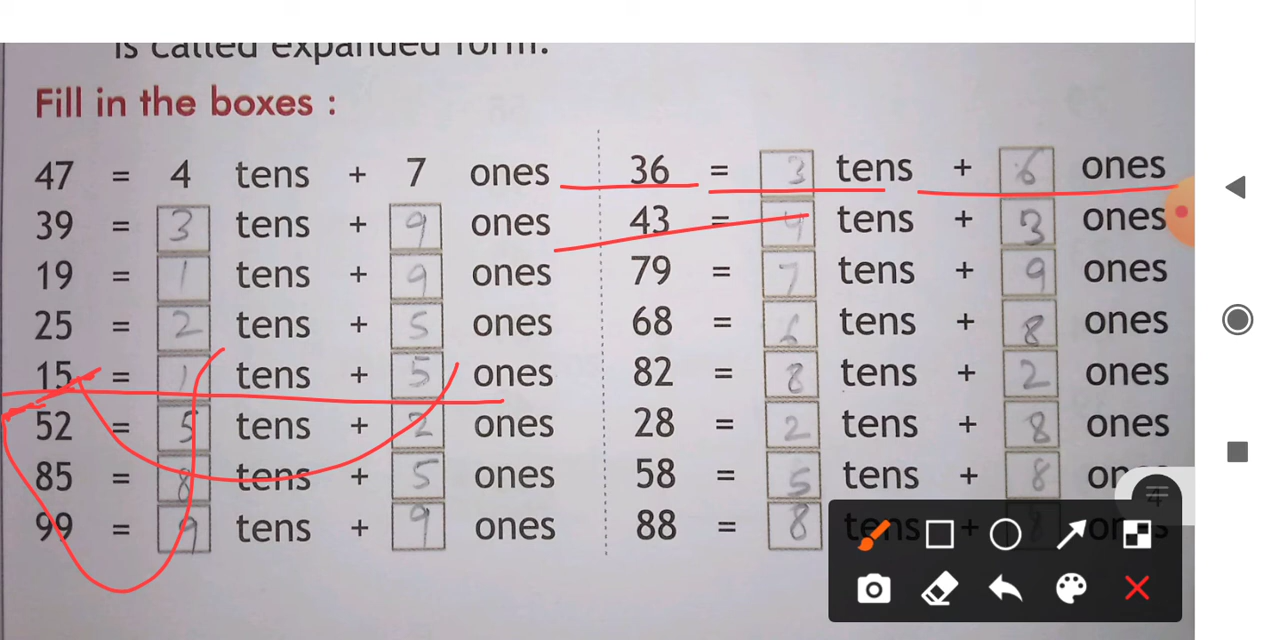 is called expanded form.
Fill in the boxes :
47 = 4 tens + 7 ones
39 = 3 tens + 9 ones
19 = 1 tens + 9 ones
25 = 2 tens + 5 ones
15 = 1 tens + 5 ones
52 = 5 tens + 2 ones
85 = 8 tens + 5 ones
99 = 9 tens + 9 ones
36 = 3 tens + 6 ones
43 = 4 tens + 3 ones
79 = 7 tens + 9 ones
68 = 6 tens + 8 ones
82 = 8 tens + 2 ones
28 = 2 tens + 8 ones
58 = 5 tens + 8 ones
88 = 8 tens + 8 ones